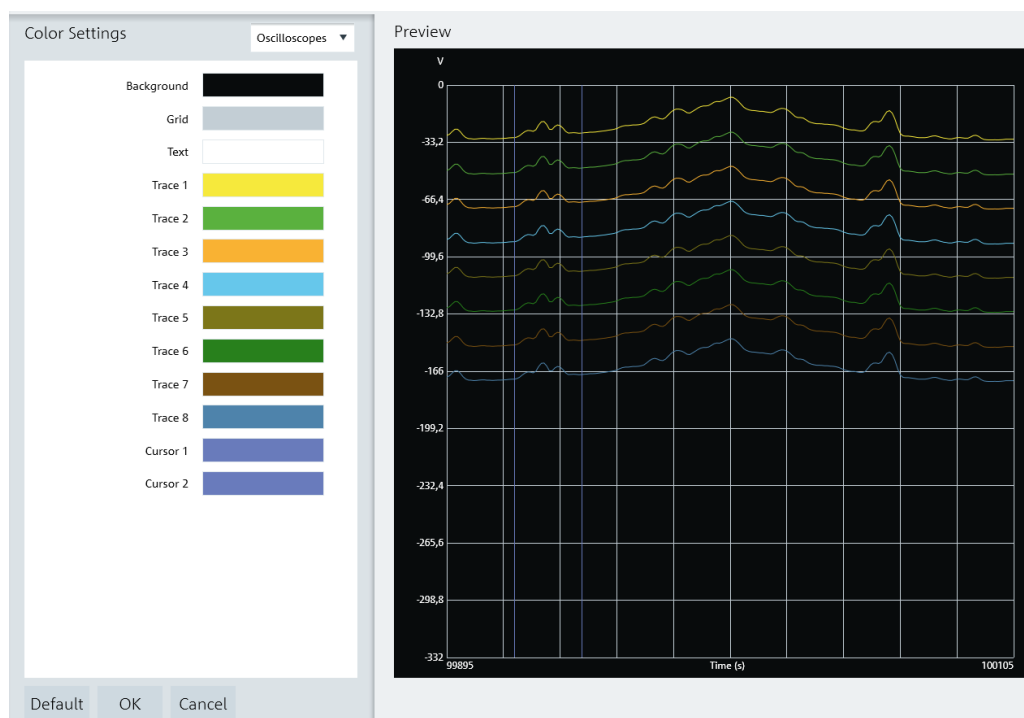 Color Settings
Oscilloscopes
Background
Grid
Text
Trace 1
Trace 2
Trace 3
Trace 4
Trace 5
Trace 6
Trace 7
Trace 8
Cursor 1
Cursor 2
Default
OK
Cancel
Preview
V
0
-33,2
-66,4
-99,6
-132,8
-166
-199,2
-232,4
-265,6
-298,8
-332
99895
Time (s)
100105